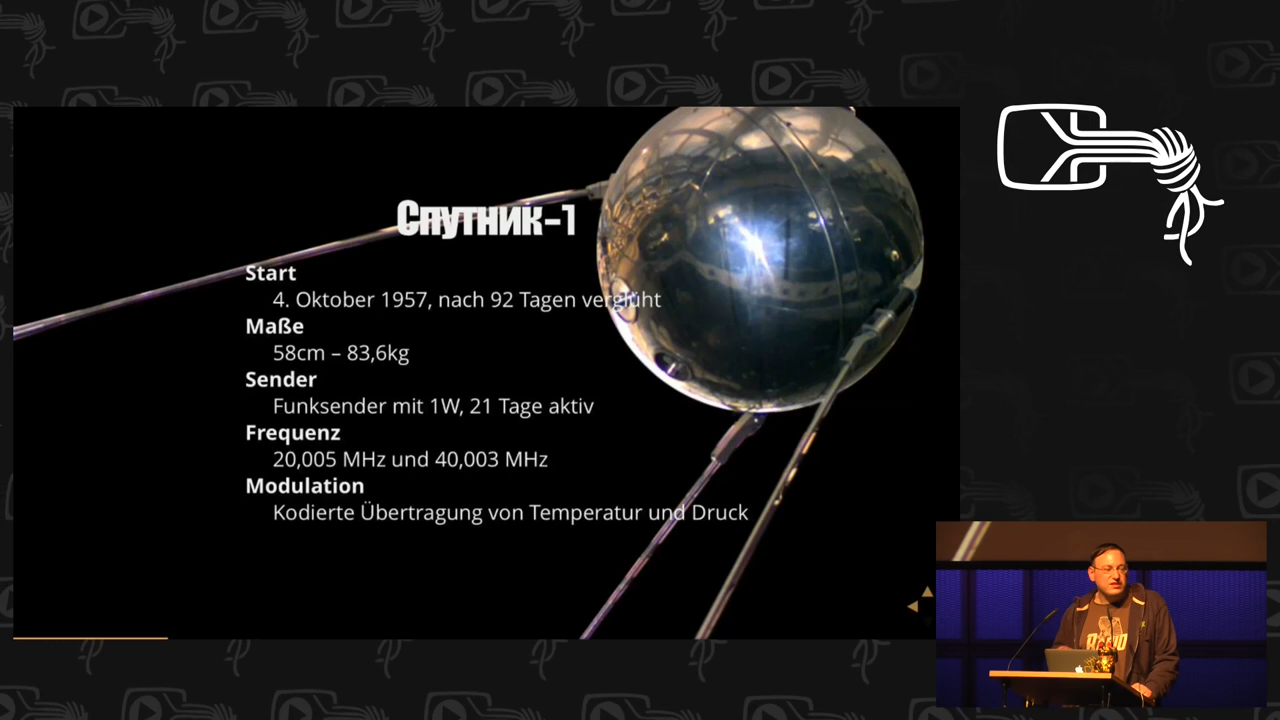 Спутник-1
Start
4. Oktober 1957, nach 92 Tagen verglüht
Maße
58cm – 83,6kg
Sender
Funksender mit 1W, 21 Tage aktiv
Frequenz
20,005 MHz und 40,003 MHz
Modulation
Kodierte Übertragung von Temperatur und Druck